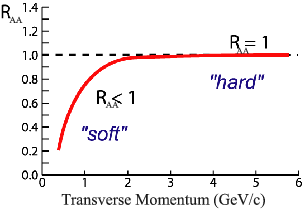 R_AA
1.4
1.2
1.0
0.8
0.6
0.4
0.2
0.0
R_AA = 1
"hard"
R_AA < 1
"soft"
0 1 2 3 4 5 6
Transverse Momentum (GeV/c)